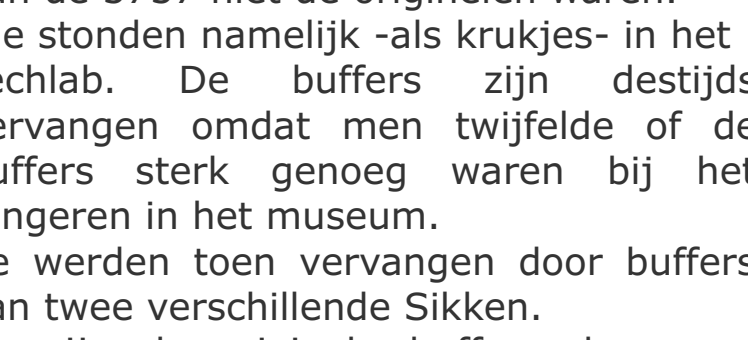 de 3737 niet de originelen waren.
e stonden namelijk -als krukjes- in het
echlab. De buffers zijn destijds
ervangen omdat men twijfelde of de
uffers sterk genoeg waren bij het
ngeren in het museum.
e werden toen vervangen door buffers
an twee verschillende Sikken.